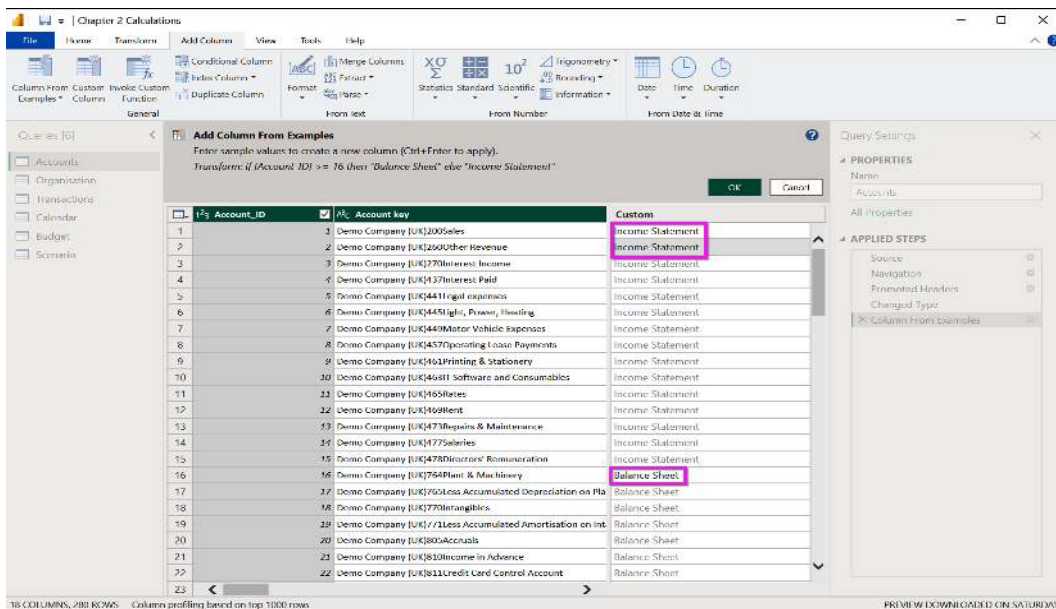 Chapter 2 Calculations
File Home Transform Add Column View Tools Help
Column From Examples
Custom Column
Invoke Custom Function
Conditional Column
Index Column
Duplicate Column
General
Format
Merge Columns
Extract
Parse
From Text
Statistics
Standard
Scientific
Trigonometry
Rounding
Information
From Number
Date
Time
Duration
From Date & Time
Queries [6]
Accounts
Organisation
Transactions
Calendar
Budget
Scenario
Add Column From Examples
Enter sample values to create a new column (Ctrl+Enter to apply).
Transform: if [Account_ID] >= 16 then "Balance Sheet" else "Income Statement"
OK Cancel
Account_ID Account key Custom
1 1 Demo Company (UK)200Sales Income Statement
2 2 Demo Company (UK)260Other Revenue Income Statement
3 3 Demo Company (UK)270Interest Income Income Statement
4 4 Demo Company (UK)437Interest Paid Income Statement
5 5 Demo Company (UK)441Legal expenses Income Statement
6 6 Demo Company (UK)445Light, Power, Heating Income Statement
7 7 Demo Company (UK)449Motor Vehicle Expenses Income Statement
8 8 Demo Company (UK)457Operating Lease Payments Income Statement
9 9 Demo Company (UK)461Printing & Stationery Income Statement
10 10 Demo Company (UK)463IT Software and Consumables Income Statement
11 11 Demo Company (UK)465Rates Income Statement
12 12 Demo Company (UK)469Rent Income Statement
13 13 Demo Company (UK)473Repairs & Maintenance Income Statement
14 14 Demo Company (UK)477Salaries Income Statement
15 15 Demo Company (UK)478Directors' Remuneration Income Statement
16 16 Demo Company (UK)764Plant & Machinery Balance Sheet
17 17 Demo Company (UK)765Less Accumulated Depreciation on Pla Balance Sheet
18 18 Demo Company (UK)770Intangibles Balance Sheet
19 19 Demo Company (UK)771Less Accumulated Amortisation on Int Balance Sheet
20 20 Demo Company (UK)805Accruals Balance Sheet
21 21 Demo Company (UK)810Income in Advance Balance Sheet
22 22 Demo Company (UK)811Credit Card Control Account Balance Sheet
23
Query Settings
PROPERTIES
Name
Accounts
All Properties
APPLIED STEPS
Source
Navigation
Promoted Headers
Changed Type
Column From Examples
18 COLUMNS, 280 ROWS Column profiling based on top 1000 rows
PREVIEW DOWNLOADED ON SATURDA